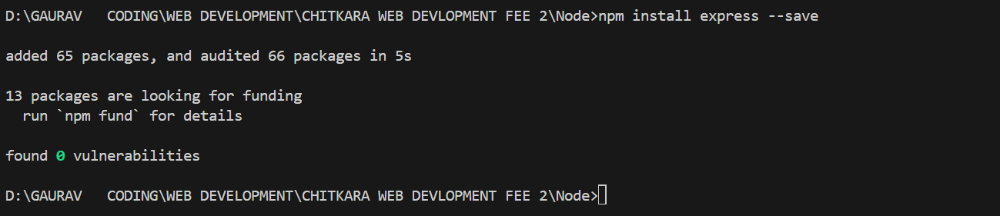 D:\GAURAV   CODING\WEB DEVELOPMENT\CHITKARA WEB DEVLOPMENT FEE 2\Node>npm install express --save
added 65 packages, and audited 66 packages in 5s
13 packages are looking for funding
  run `npm fund` for details
found 0 vulnerabilities
D:\GAURAV   CODING\WEB DEVELOPMENT\CHITKARA WEB DEVLOPMENT FEE 2\Node>